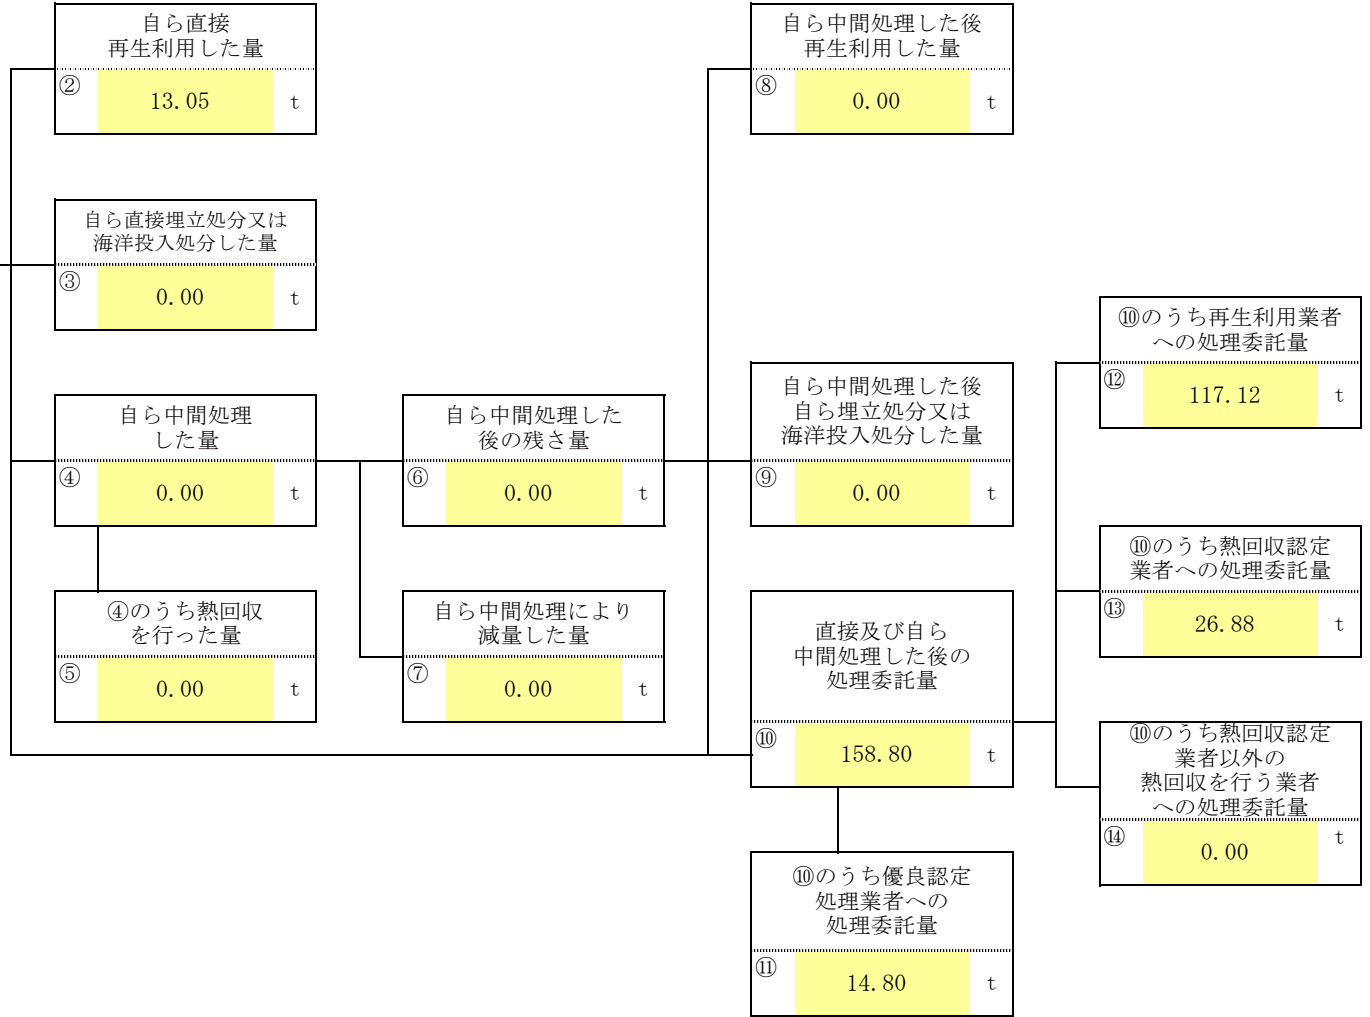 自ら直接
再生利用した量
②
13.05
t
自ら直接埋立処分又は
海洋投入処分した量
③
0.00
t
自ら中間処理
した量
④
0.00
t
④のうち熱回収
を行った量
⑤
0.00
t
自ら中間処理した
後の残さ量
⑥
0.00
t
自ら中間処理により
減量した量
⑦
0.00
t
自ら中間処理した後
再生利用した量
⑧
0.00
t
自ら中間処理した後
自ら埋立処分又は
海洋投入処分した量
⑨
0.00
t
直接及び自ら
中間処理した後の
処理委託量
⑩
158.80
t
⑩のうち優良認定
処理業者への
処理委託量
⑪
14.80
t
⑩のうち再生利用業者
への処理委託量
⑫
117.12
t
⑩のうち熱回収認定
業者への処理委託量
⑬
26.88
t
⑩のうち熱回収認定
業者以外の
熱回収を行う業者
への処理委託量
⑭
0.00
t